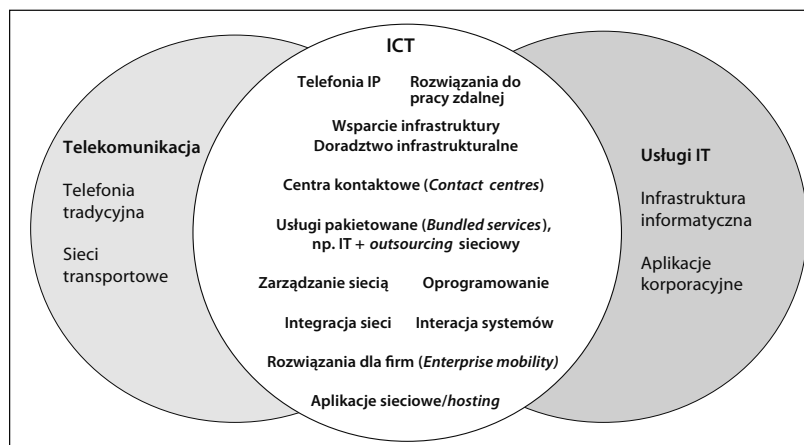 ICT
Telefonia IP
Rozwiązania do
pracy zdalnej
Wsparcie infrastruktury
Doradztwo infrastrukturalne
Centra kontaktowe (Contact centres)
Usługi pakietowane (Bundled services),
np. IT + outsourcing sieciowy
Zarządzanie siecią
Oprogramowanie
Integracja sieci
Interacja systemów
Rozwiązania dla firm (Enterprise mobility)
Aplikacje sieciowe/hosting
Telekomunikacja
Telefonia
tradycyjna
Sieci
transportowe
Usługi IT
Infrastruktura
informatyczna
Aplikacje
korporacyjne